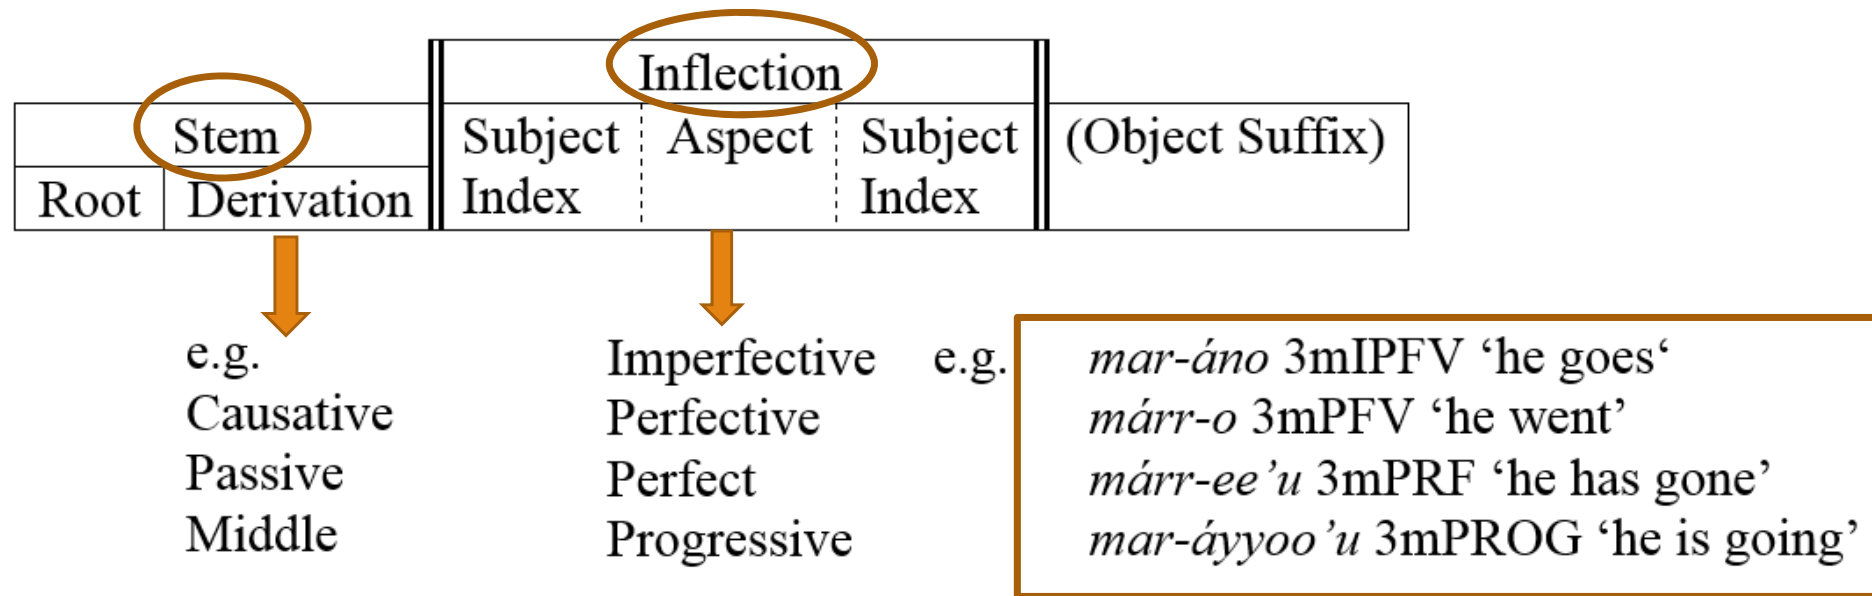 Inflection
Stem Subject Aspect Subject (Object Suffix)
Root Derivation Index Index
e.g. Imperfective e.g. mar-áno 3mIPFV ‘he goes‘
Causative Perfective márr-o 3mPFV ‘he went’
Passive Perfect márr-ee’u 3mPRF ‘he has gone’
Middle Progressive mar-áyyoo’u 3mPROG ‘he is going’